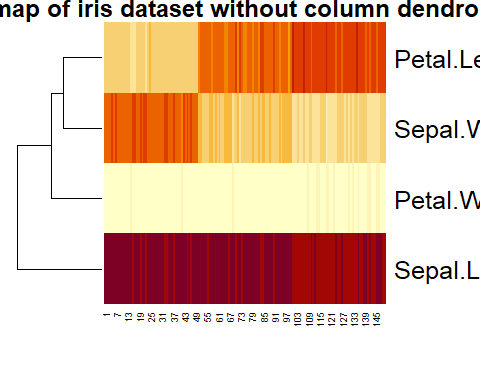 map of iris dataset without column dendro
Petal.Le
Sepal.W
Petal.W
Sepal.L
1 7 13 19 25 31 37 43 49 55 61 67 73 79 85 91 97 103 109 115 121 127 133 139 145